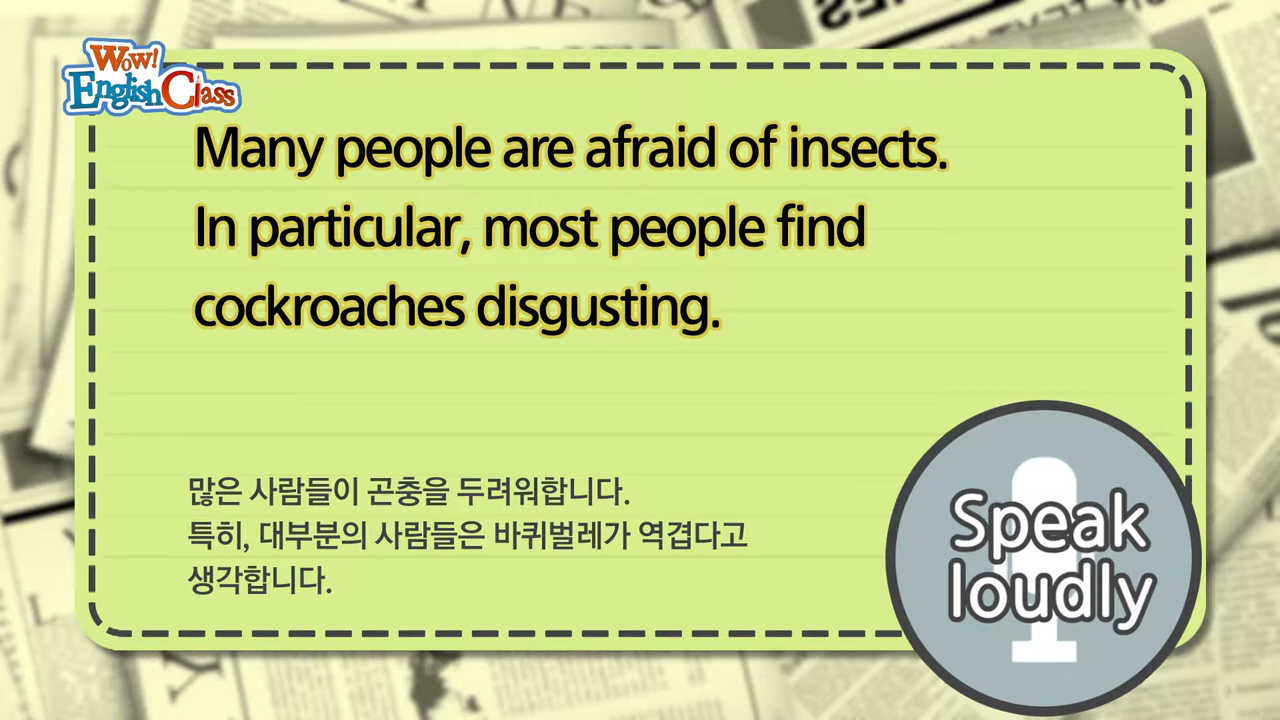 Wow!
English Class
Many people are afraid of insects.
In particular, most people find
cockroaches disgusting.
많은 사람들이 곤충을 두려워합니다.
특히, 대부분의 사람들은 바퀴벌레가 역겹다고
생각합니다.
Speak
loudly